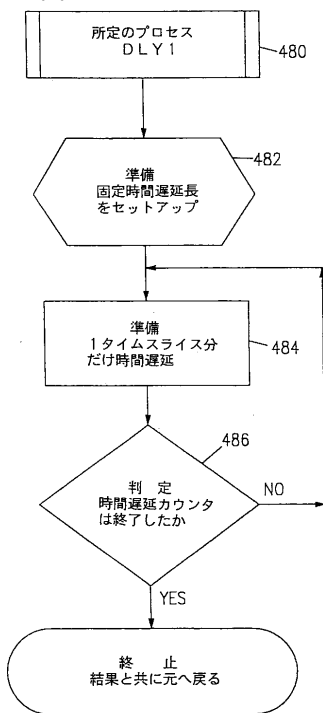 所定のプロセス
DLY1
480
482
準備
固定時間遅延長
をセットアップ
準備
1タイムスライス分
だけ時間遅延
484
486
判 定
時間遅延カウンタ
は終了したか
NO
YES
終 止
結果と共に元へ戻る